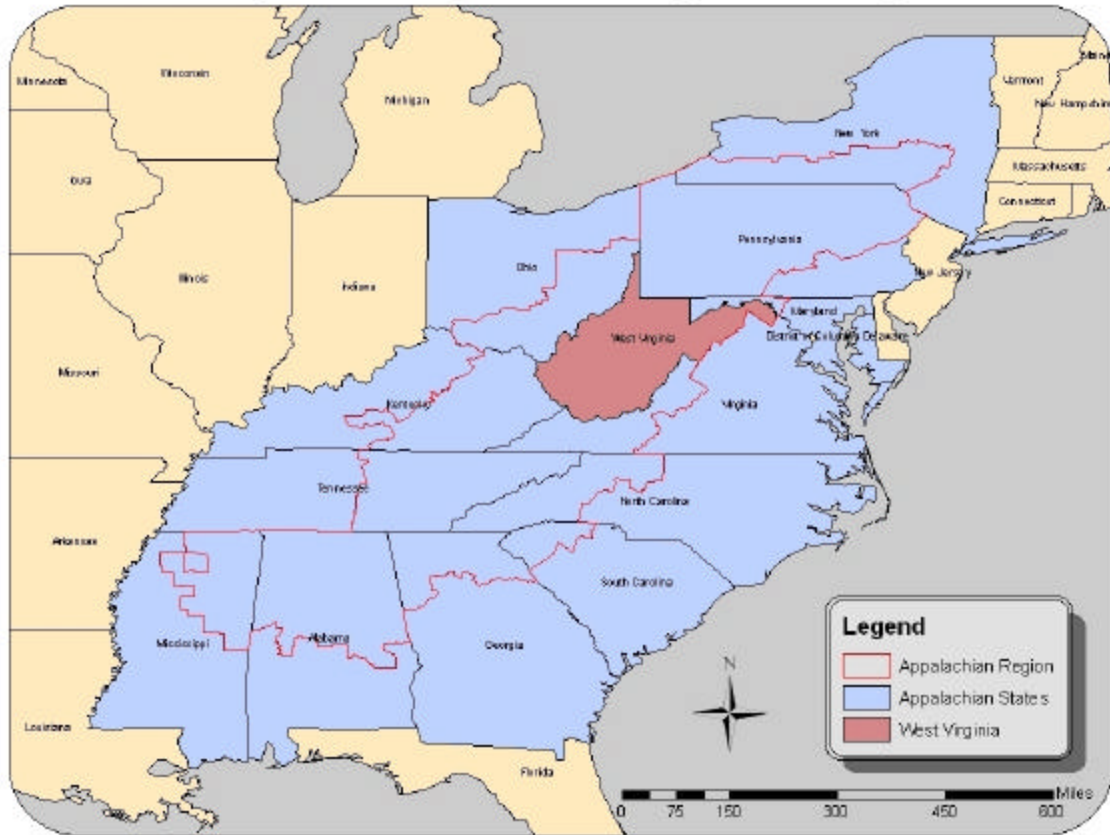 Minnesota
Wisconsin
Michigan
Vermont
Maine
New Hampshire
New York
Massachusetts
Connecticut
Iowa
Pennsylvania
Illinois
Indiana
Ohio
New Jersey
Maryland
District of Columbia
Delaware
West Virginia
Missouri
Kentucky
Virginia
Tennessee
North Carolina
Arkansas
South Carolina
Mississippi
Alabama
Georgia
Louisiana
Florida
Legend
Appalachian Region
Appalachian States
West Virginia
N
Miles
0 75 150 300 450 600